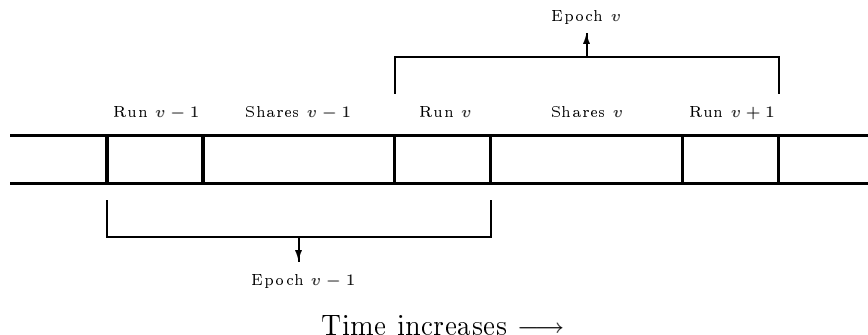 Epoch v
Run v − 1 Shares v − 1 Run v Shares v Run v + 1
Epoch v − 1
Time increases ⟶